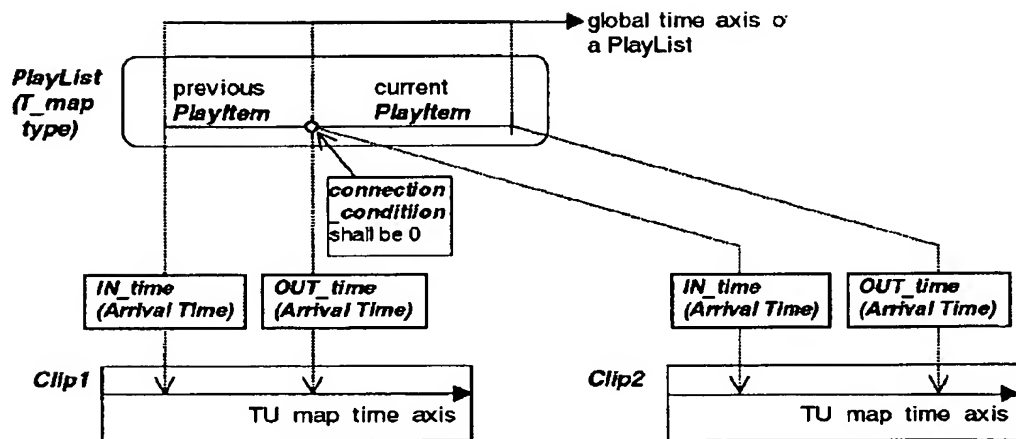 global time axis o
a PlayList
PlayList
(T_map
type)
previous
PlayItem
current
PlayItem
connection
_conditiion
shall be 0
IN_time
(Arrival Time)
OUT_time
(Arrival Time)
IN_time
(Arrival Time)
OUT_time
(Arrival Time)
Clip1
TU map time axis
Clip2
TU map time axis